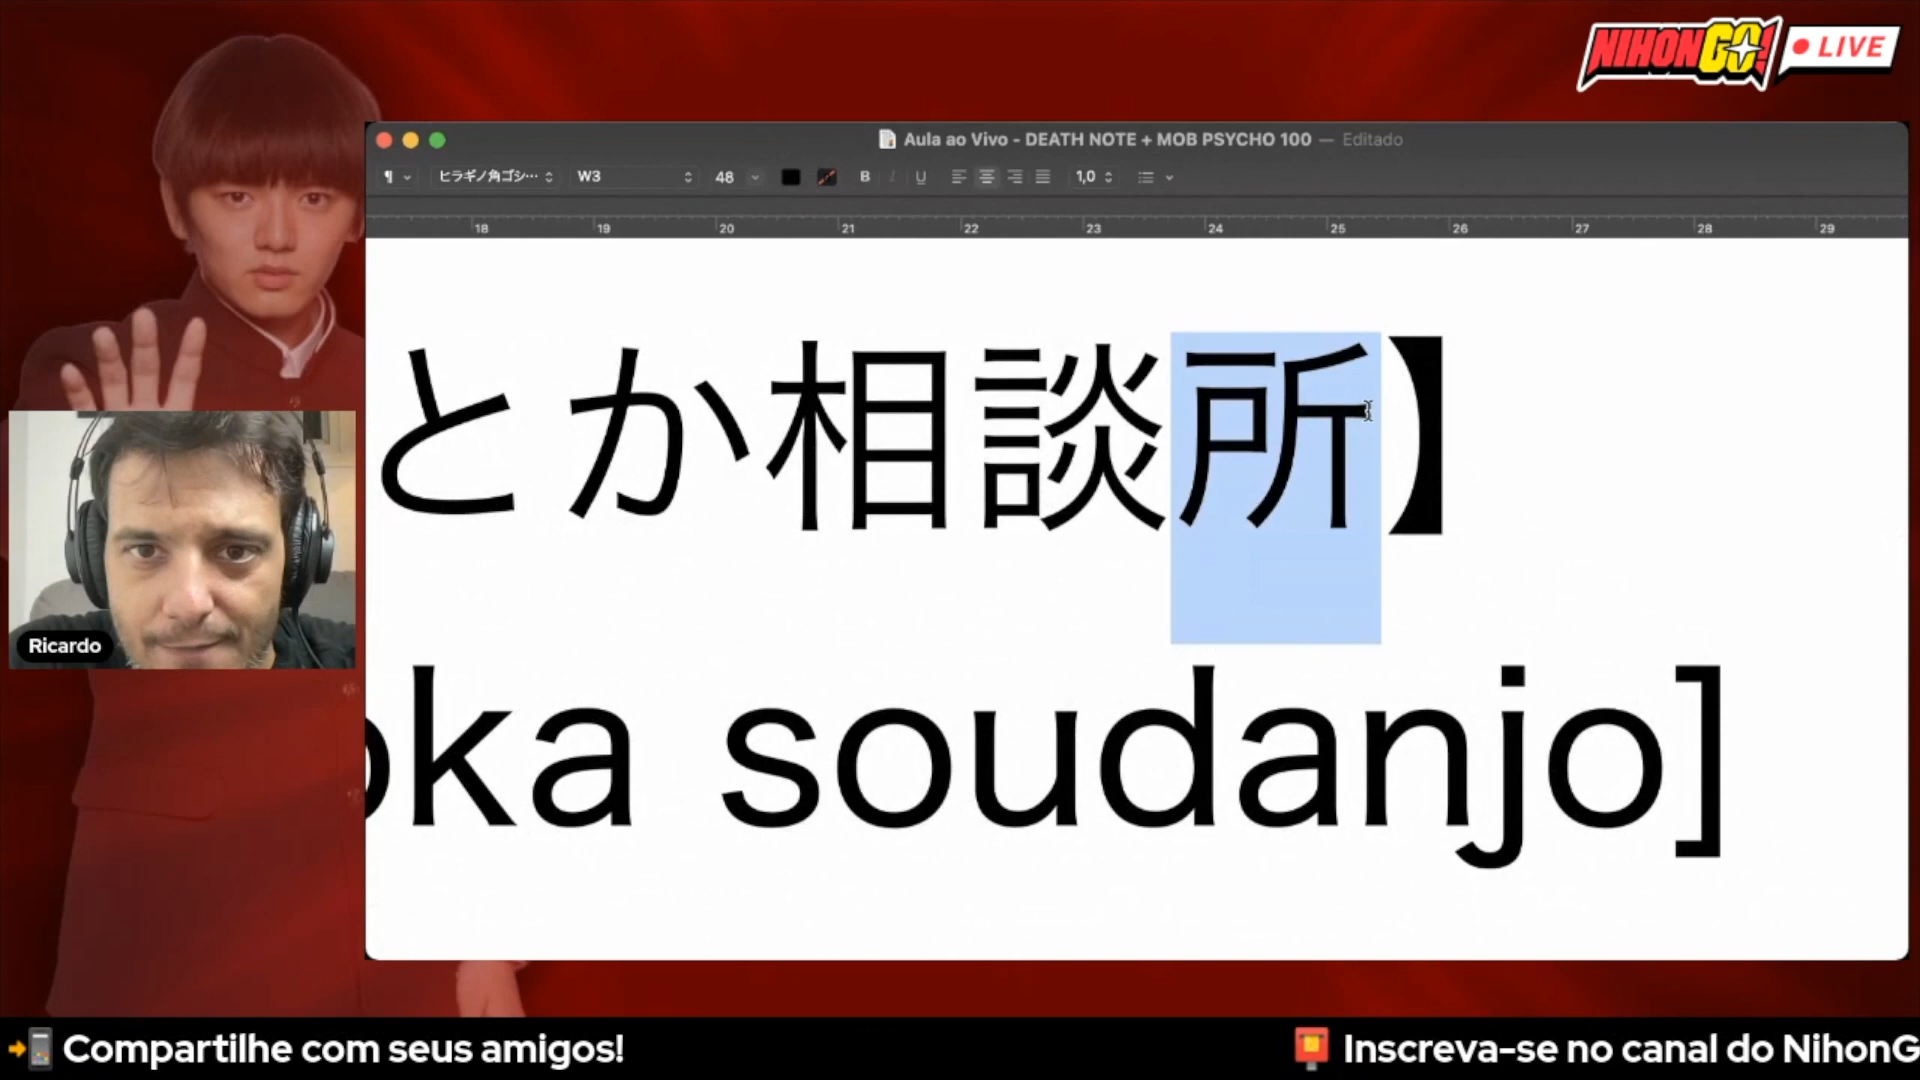 NIHONGO!
LIVE
Aula ao Vivo - DEATH NOTE + MOB PSYCHO 100 — Editado
¶ ヒラギノ角ゴシ… W3 48 B I U 1,0
18 19 20 21 22 23 24 25 26 27 28 29
とか相談所】
oka soudanjo]
Ricardo
Compartilhe com seus amigos!
Inscreva-se no canal do NihonG